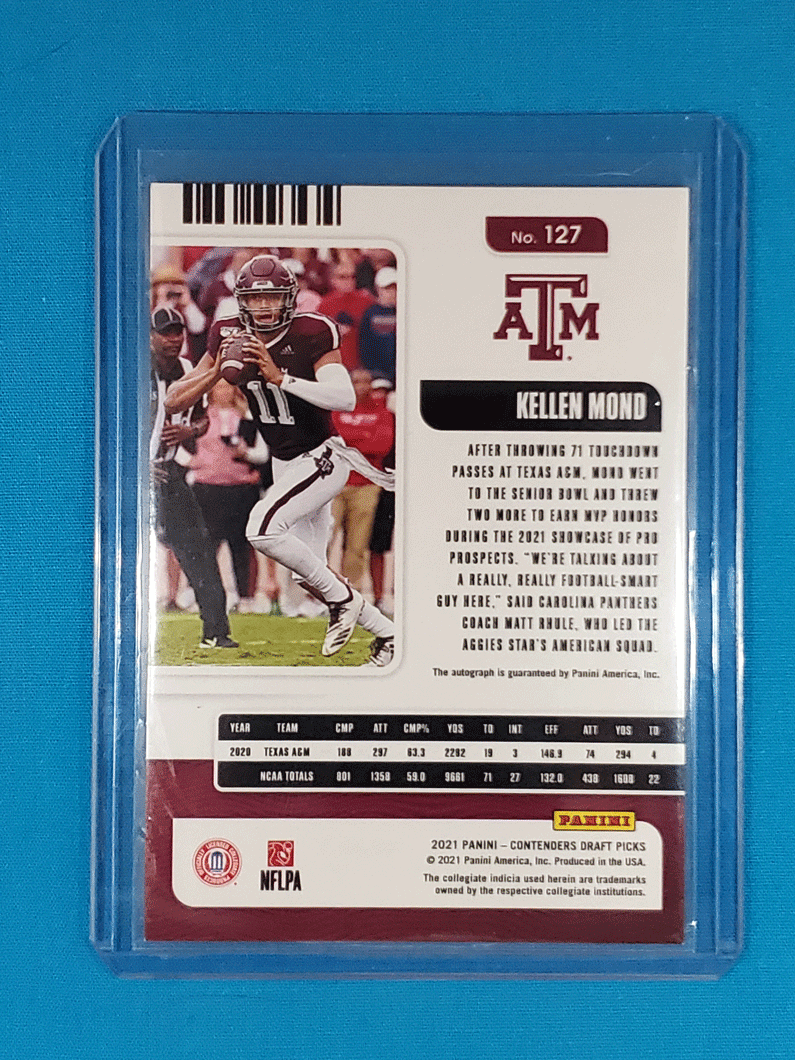 No. 127
ATM
KELLEN MOND
11
AFTER THROWING 71 TOUCHDOWN
PASSES AT TEXAS A&M, MOND WENT
TO THE SENIOR BOWL AND THREW
TWO MORE TO EARN MVP HONORS
DURING THE 2021 SHOWCASE OF PRO
PROSPECTS. "WE'RE TALKING ABOUT
A REALLY, REALLY FOOTBALL-SMART
GUY HERE," SAID CAROLINA PANTHERS
COACH MATT RHULE, WHO LED THE
AGGIES STAR'S AMERICAN SQUAD.
The autograph is guaranteed by Panini America, Inc.
YEAR TEAM CMP ATT CMP% YDS TD INT EFF ATT YDS TD
2020 TEXAS A&M 188 297 63.3 2282 19 3 146.9 74 294 4
NCAA TOTALS 801 1358 59.0 9661 71 27 132.0 438 1608 22
PANINI
OFFICIALLY LICENSED COLLEGIATE PRODUCTS
NFLPA
2021 PANINI – CONTENDERS DRAFT PICKS
© 2021 Panini America, Inc. Produced in the USA.
The collegiate indicia used herein are trademarks
owned by the respective collegiate institutions.